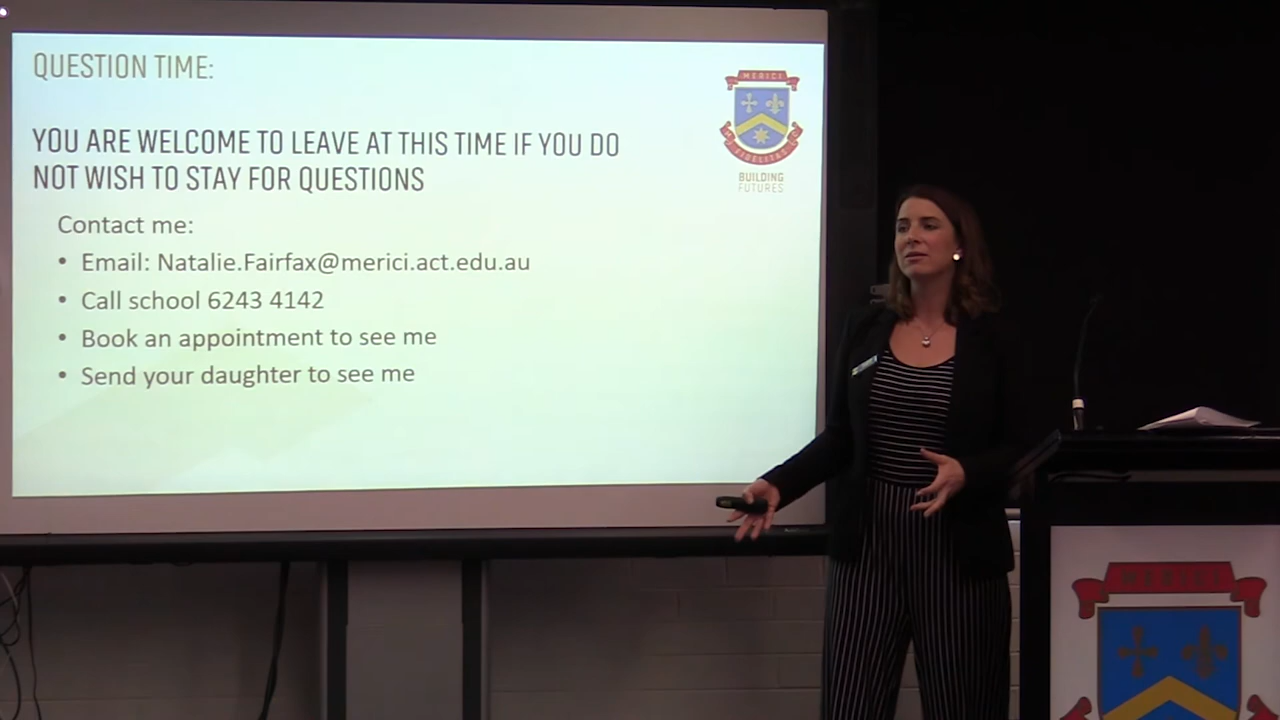 QUESTION TIME:
YOU ARE WELCOME TO LEAVE AT THIS TIME IF YOU DO
NOT WISH TO STAY FOR QUESTIONS
Contact me:
• Email: Natalie.Fairfax@merici.act.edu.au
• Call school 6243 4142
• Book an appointment to see me
• Send your daughter to see me
MERICI
FIDELITAS
BUILDING
FUTURES
MERICI